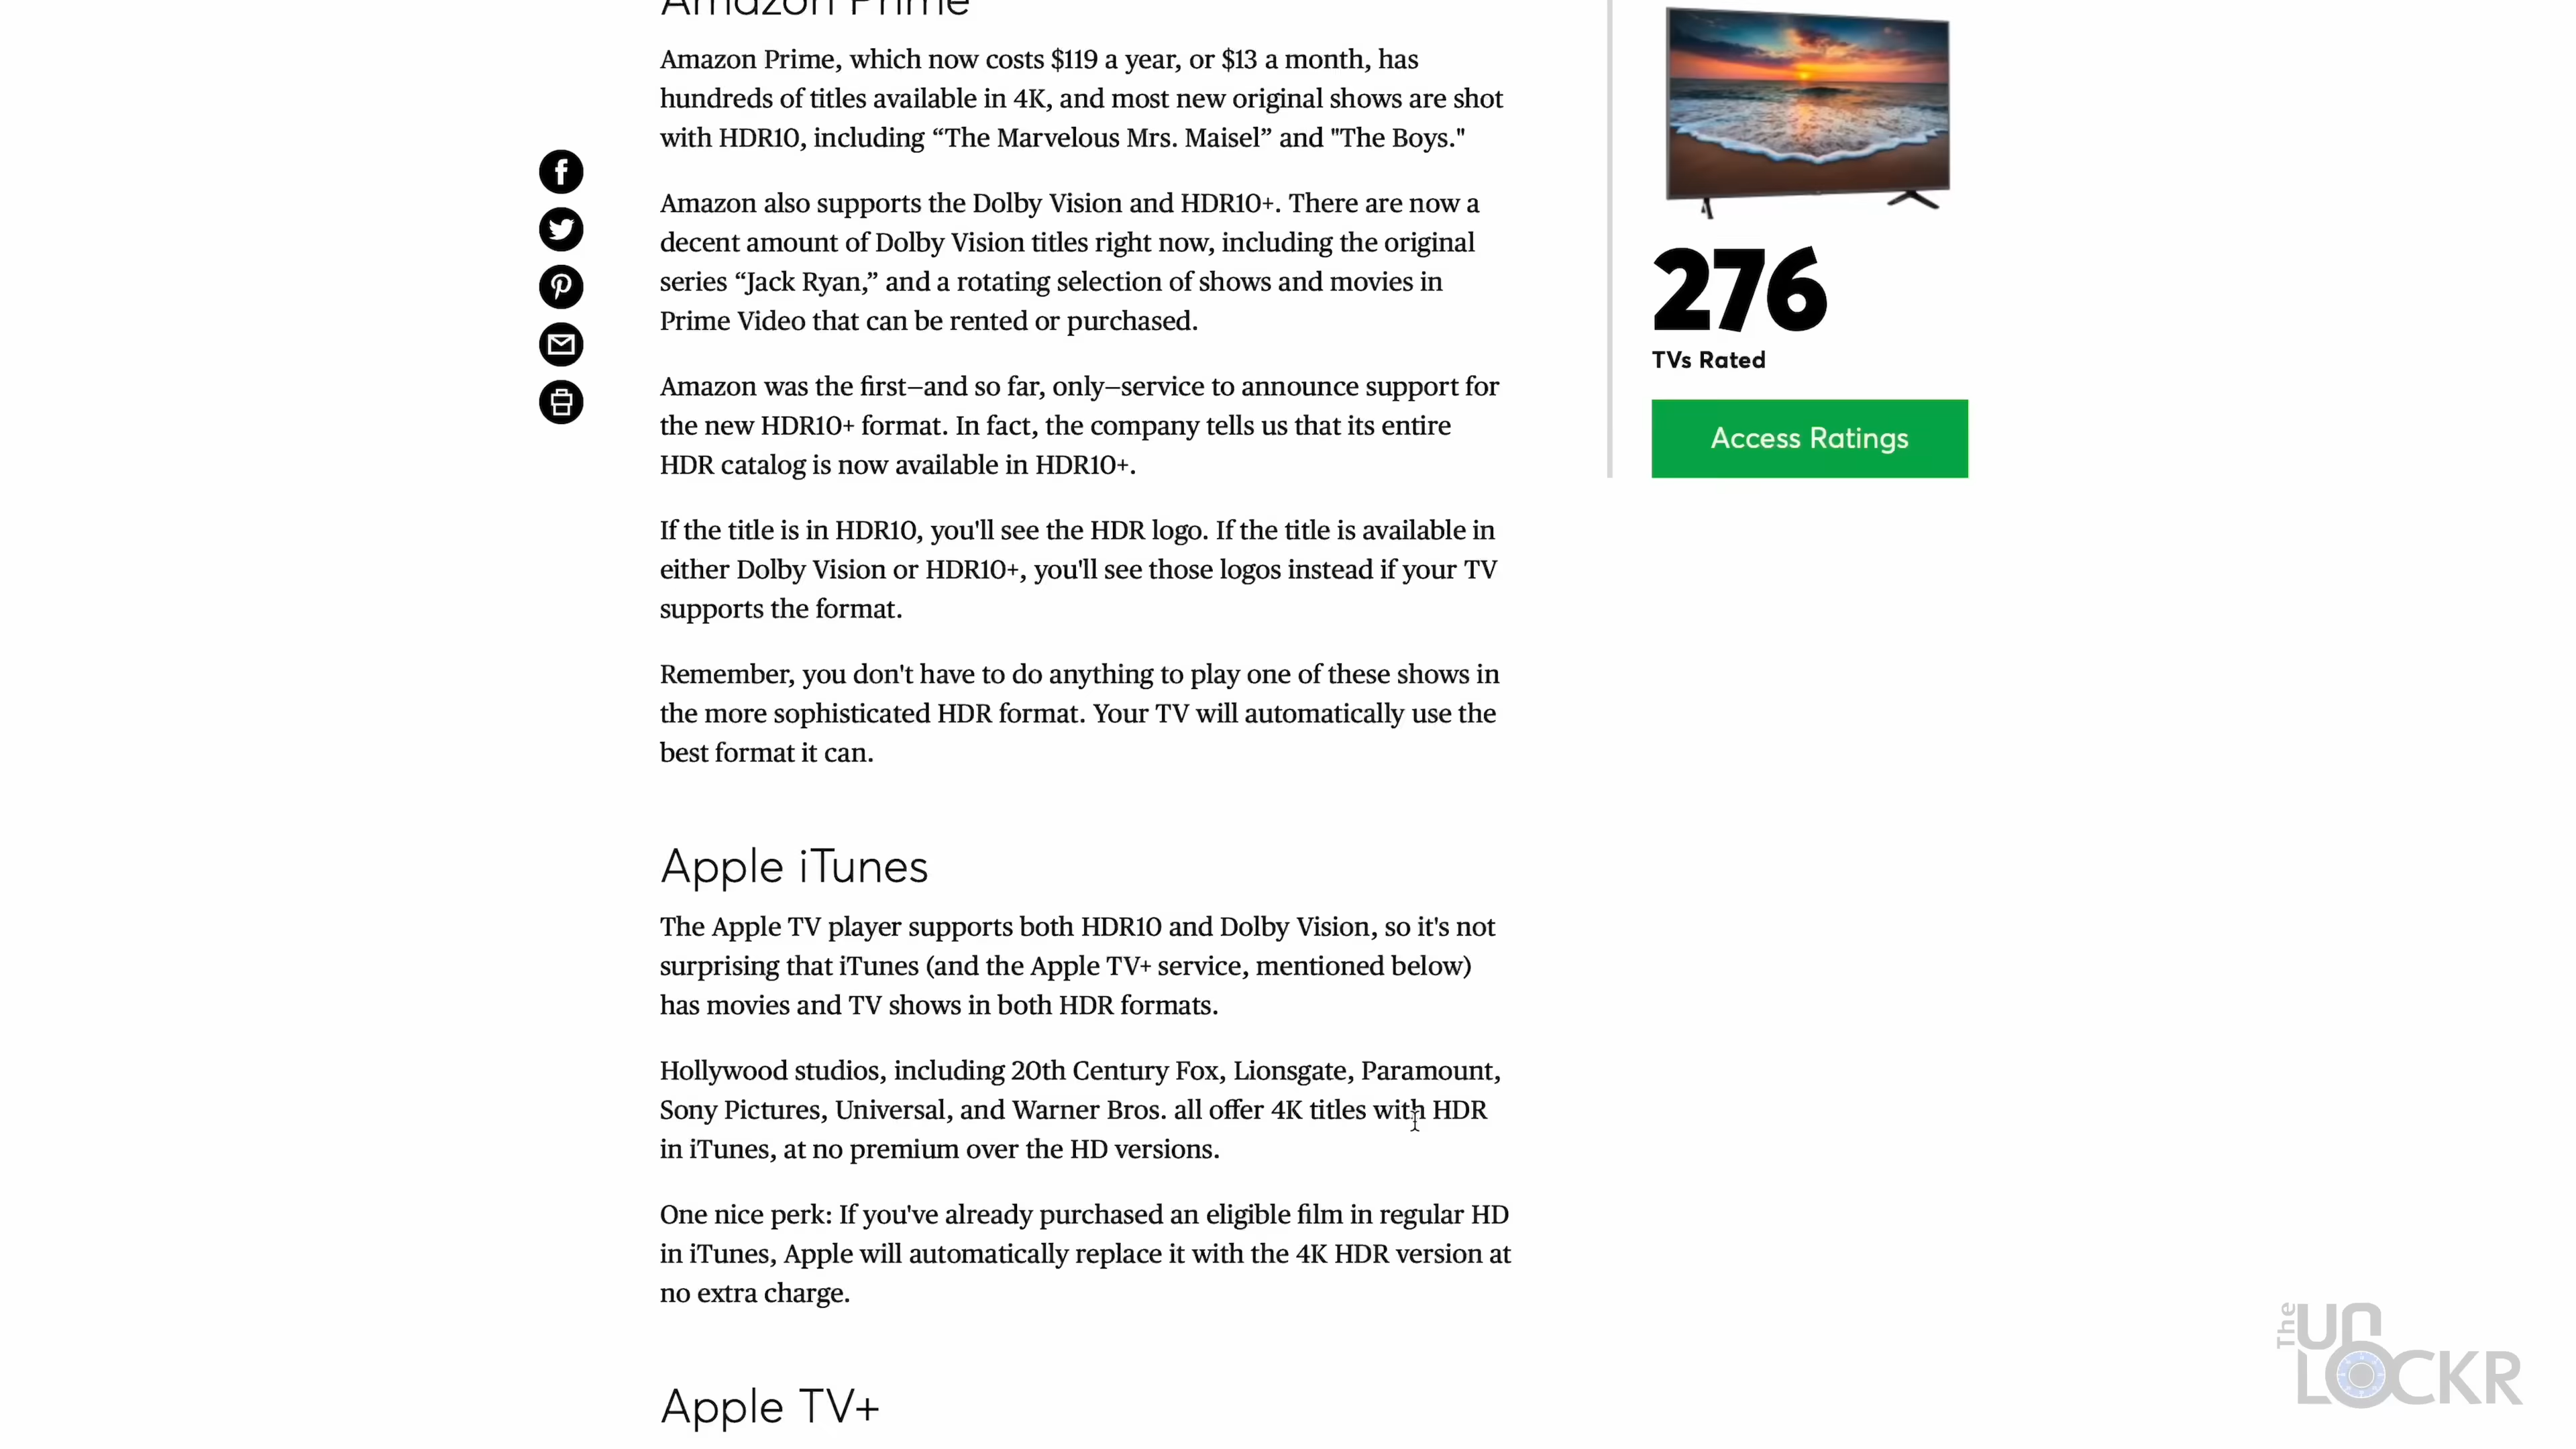 Amazon Prime
Amazon Prime, which now costs $119 a year, or $13 a month, has
hundreds of titles available in 4K, and most new original shows are shot
with HDR10, including “The Marvelous Mrs. Maisel” and "The Boys."
Amazon also supports the Dolby Vision and HDR10+. There are now a
decent amount of Dolby Vision titles right now, including the original
series “Jack Ryan,” and a rotating selection of shows and movies in
Prime Video that can be rented or purchased.
Amazon was the first—and so far, only—service to announce support for
the new HDR10+ format. In fact, the company tells us that its entire
HDR catalog is now available in HDR10+.
If the title is in HDR10, you'll see the HDR logo. If the title is available in
either Dolby Vision or HDR10+, you'll see those logos instead if your TV
supports the format.
Remember, you don't have to do anything to play one of these shows in
the more sophisticated HDR format. Your TV will automatically use the
best format it can.
Apple iTunes
The Apple TV player supports both HDR10 and Dolby Vision, so it's not
surprising that iTunes (and the Apple TV+ service, mentioned below)
has movies and TV shows in both HDR formats.
Hollywood studios, including 20th Century Fox, Lionsgate, Paramount,
Sony Pictures, Universal, and Warner Bros. all offer 4K titles with HDR
in iTunes, at no premium over the HD versions.
One nice perk: If you've already purchased an eligible film in regular HD
in iTunes, Apple will automatically replace it with the 4K HDR version at
no extra charge.
Apple TV+
276
TVs Rated
Access Ratings
The UNLOCKR